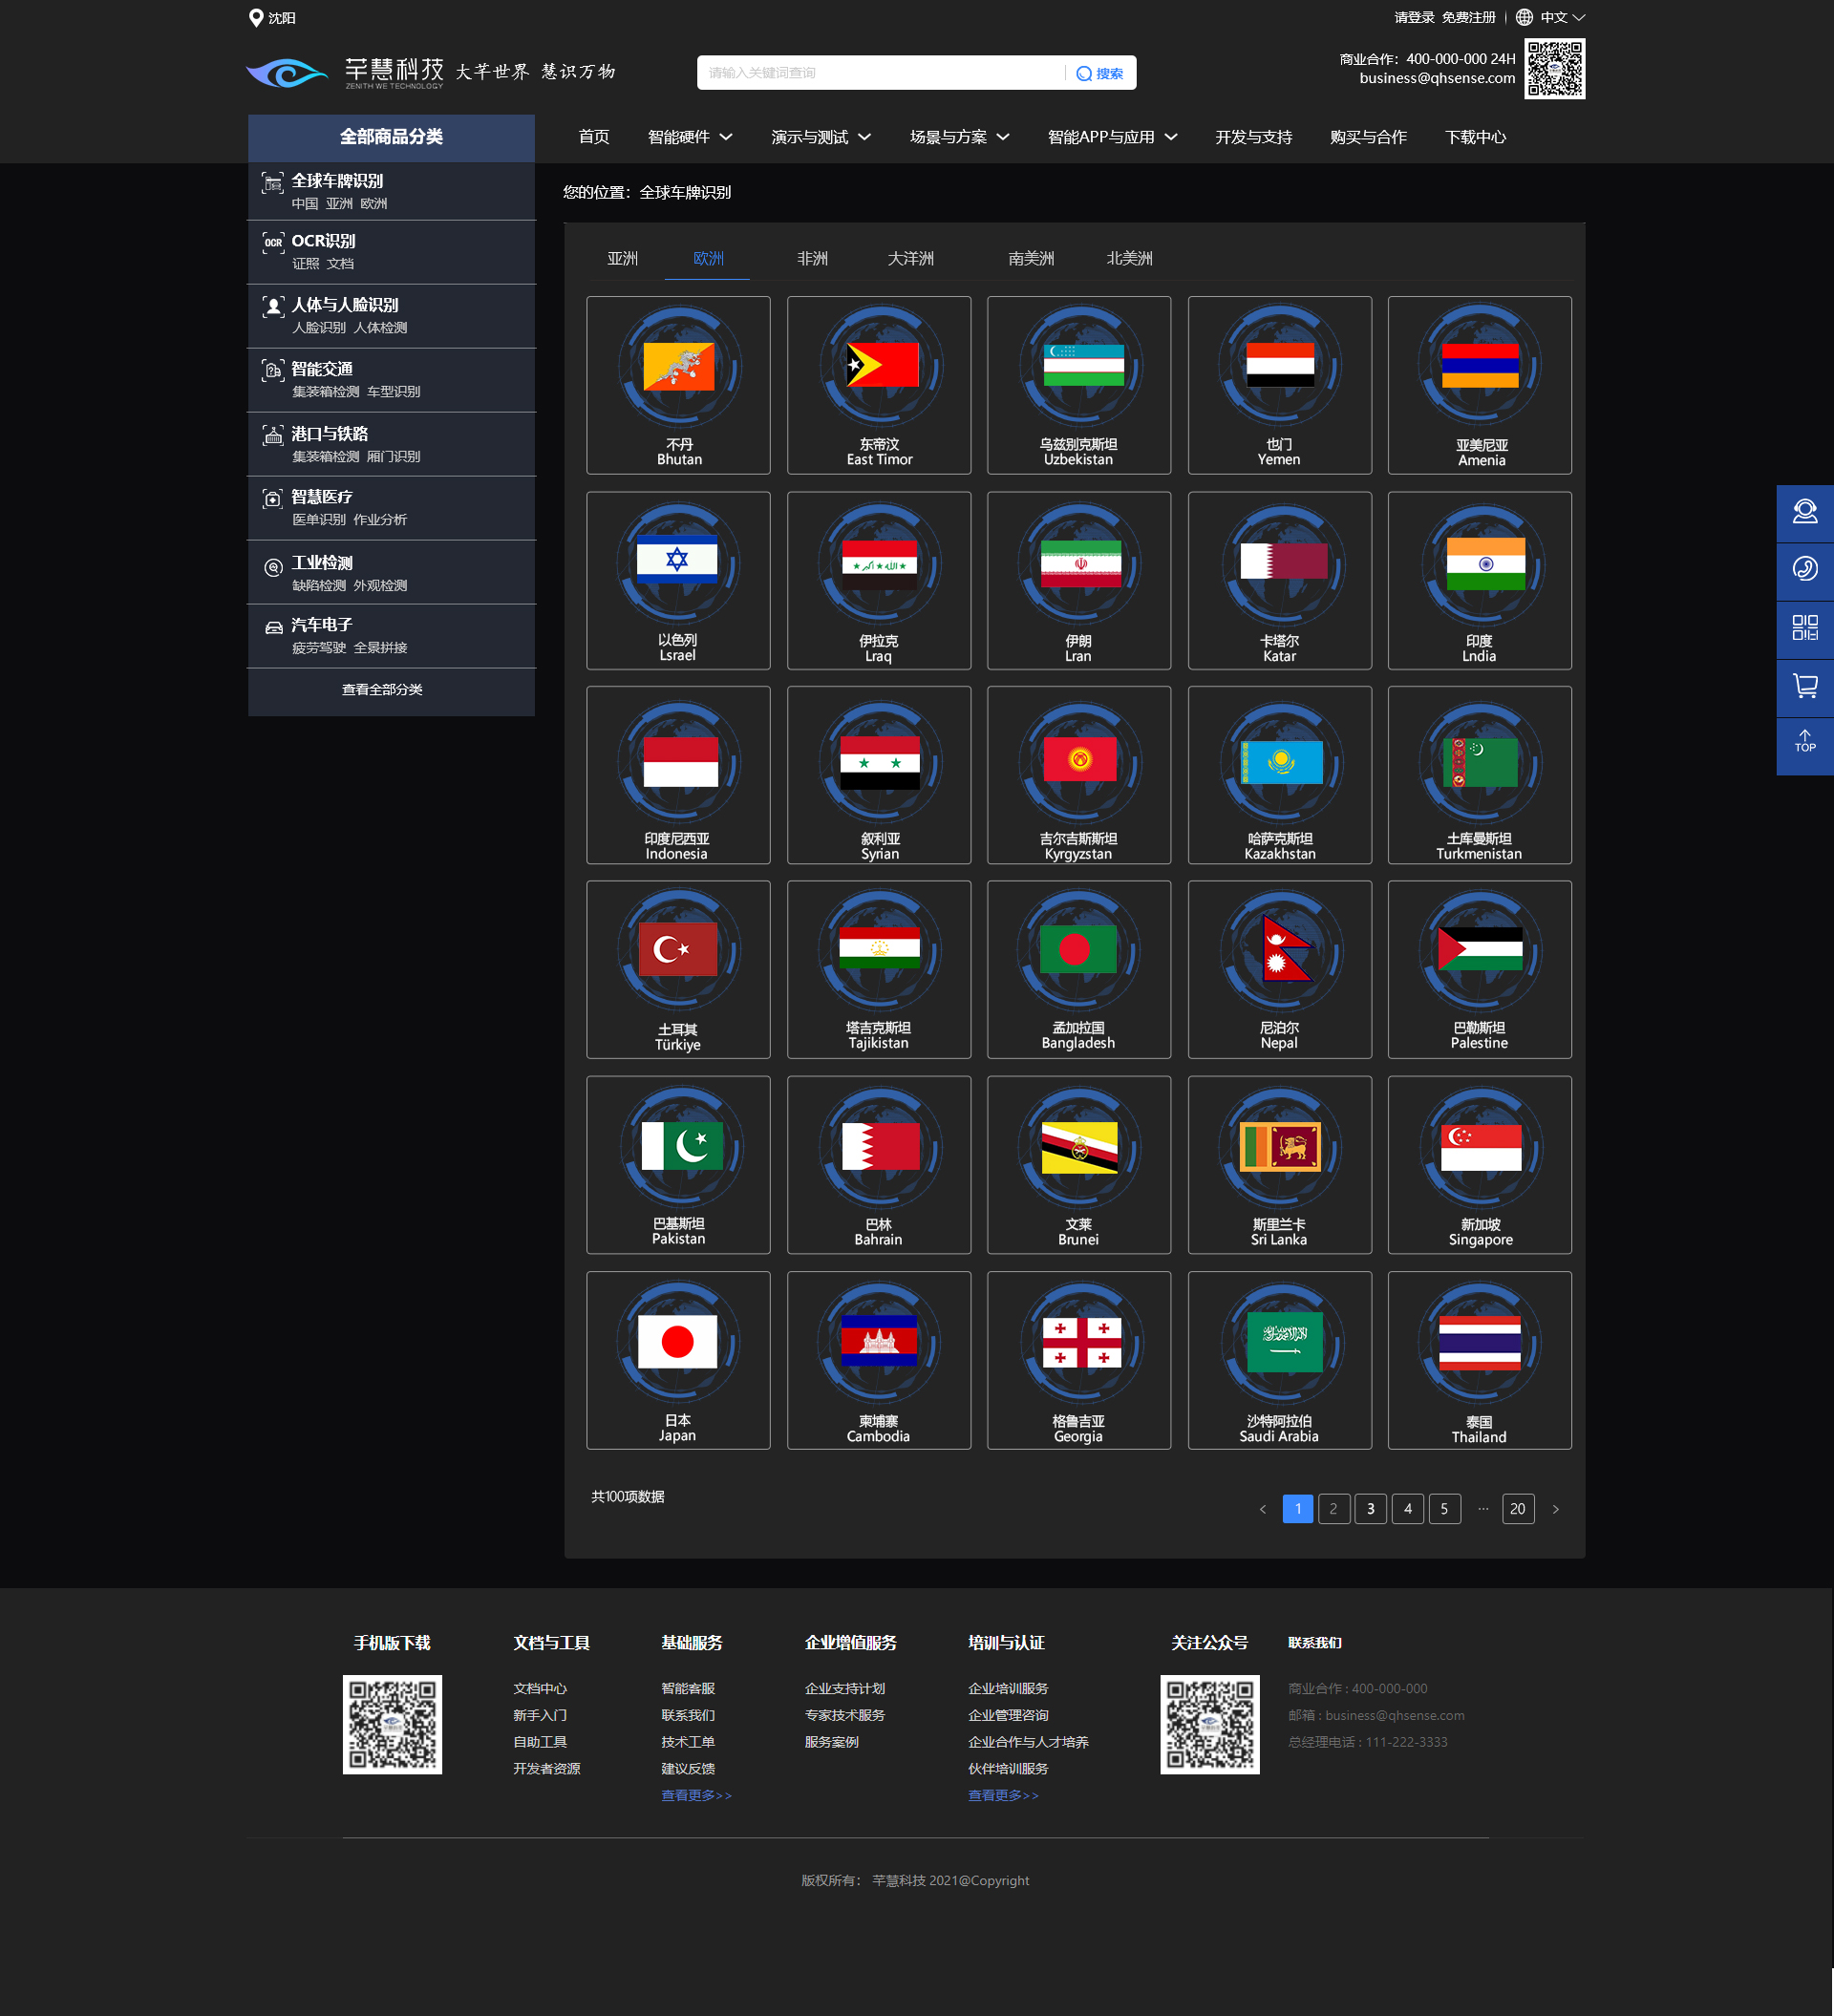 沈阳
请登录 免费注册 中文
芊慧科技
ZENITH WE TECHNOLOGY
大芊世界 慧识万物
请输入关键词查询 搜索
商业合作：400-000-000 24H
business@qhsense.com
全部商品分类
首页 智能硬件 演示与测试 场景与方案 智能APP与应用 开发与支持 购买与合作 下载中心
全球车牌识别
中国 亚洲 欧洲
OCR
OCR识别
证照 文档
人体与人脸识别
人脸识别 人体检测
智能交通
集装箱检测 车型识别
港口与铁路
集装箱检测 厢门识别
智慧医疗
医单识别 作业分析
工业检测
缺陷检测 外观检测
汽车电子
疲劳驾驶 全景拼接
查看全部分类
您的位置：全球车牌识别
亚洲 欧洲 非洲 大洋洲 南美洲 北美洲
不丹 东帝汶 乌兹别克斯坦 也门 亚美尼亚
Bhutan East Timor Uzbekistan Yemen Amenia
以色列 伊拉克 伊朗 卡塔尔 印度
Lsrael Lraq Lran Katar Lndia
印度尼西亚 叙利亚 吉尔吉斯斯坦 哈萨克斯坦 土库曼斯坦
Indonesia Syrian Kyrgyzstan Kazakhstan Turkmenistan
土耳其 塔吉克斯坦 孟加拉国 尼泊尔 巴勒斯坦
Türkiye Tajikistan Bangladesh Nepal Palestine
巴基斯坦 巴林 文莱 斯里兰卡 新加坡
Pakistan Bahrain Brunei Sri Lanka Singapore
日本 柬埔寨 格鲁吉亚 沙特阿拉伯 泰国
Japan Cambodia Georgia Saudi Arabia Thailand
共100项数据
< 1 2 3 4 5 ··· 20 >
TOP
手机版下载 文档与工具 基础服务 企业增值服务 培训与认证 关注公众号 联系我们
文档中心 智能客服 企业支持计划 企业培训服务 商业合作 : 400-000-000
新手入门 联系我们 专家技术服务 企业管理咨询 邮箱 : business@qhsense.com
自助工具 技术工单 服务案例 企业合作与人才培养 总经理电话 : 111-222-3333
开发者资源 建议反馈 伙伴培训服务
查看更多>> 查看更多>>
版权所有： 芊慧科技 2021@Copyright